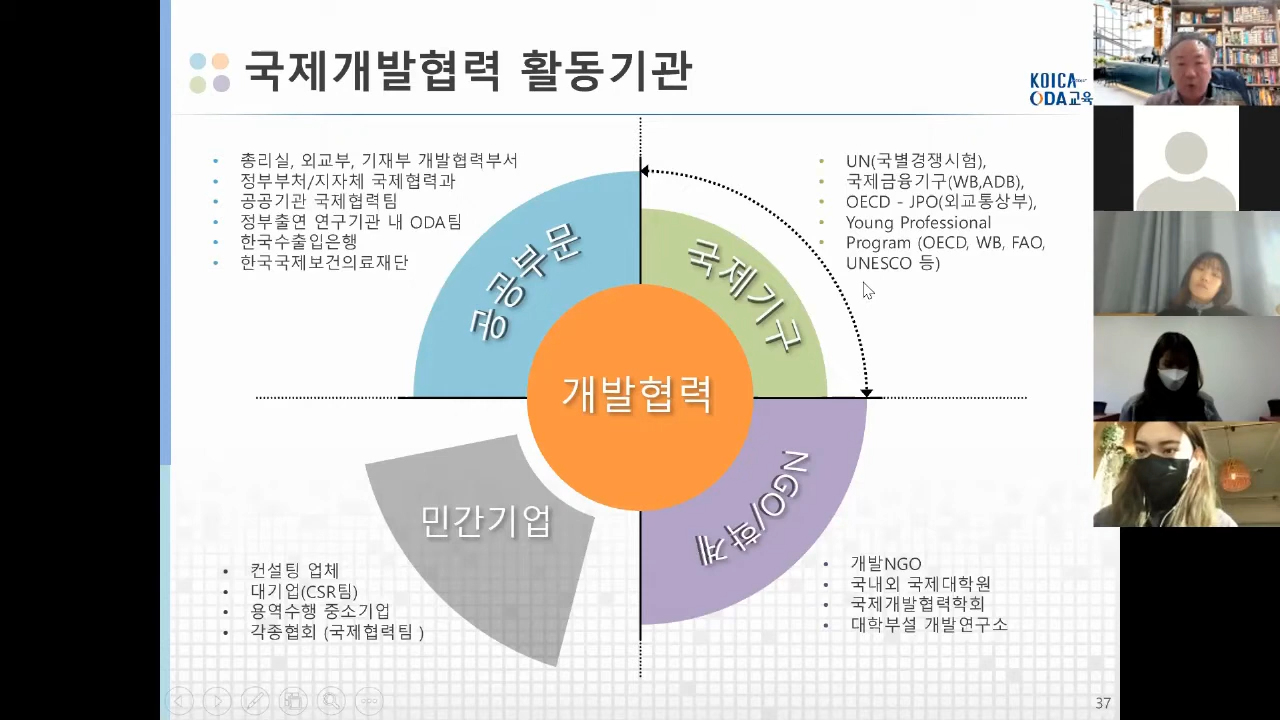 국제개발협력 활동기관
KOICA
ODA교육
총리실, 외교부, 기재부 개발협력부서
정부부처/지자체 국제협력과
공공기관 국제협력팀
정부출연 연구기관 내 ODA팀
한국수출입은행
한국국제보건의료재단
UN(국별경쟁시험),
국제금융기구(WB,ADB),
OECD - JPO(외교통상부),
Young Professional
Program (OECD, WB, FAO,
UNESCO 등)
공공부문
국제기구
개발협력
민간기업
NGO/학계
컨설팅 업체
대기업(CSR팀)
용역수행 중소기업
각종협회 (국제협력팀 )
개발NGO
국내외 국제대학원
국제개발협력학회
대학부설 개발연구소
37